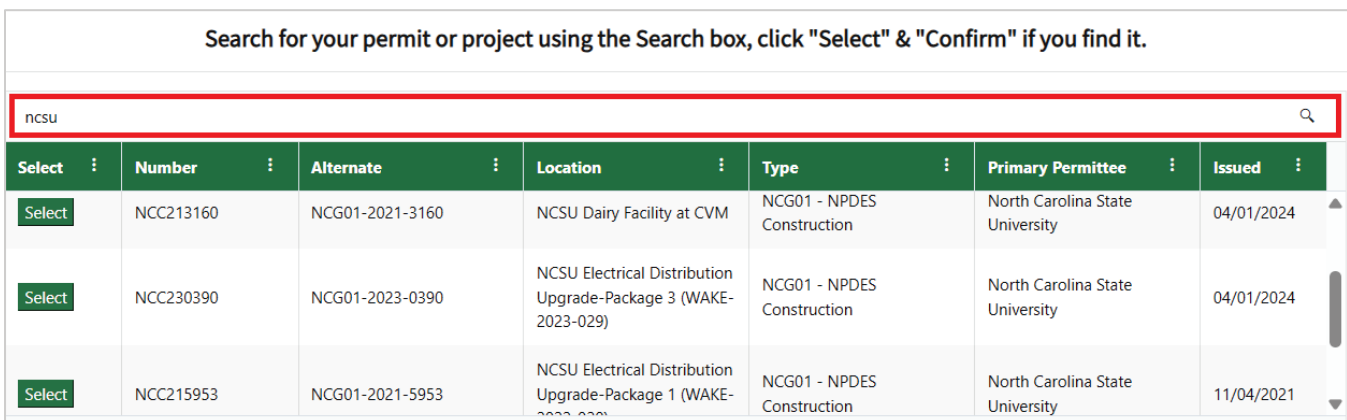 Search for your permit or project using the Search box, click "Select" & "Confirm" if you find it.
ncsu
Select Number Alternate Location Type Primary Permittee Issued
Select NCC213160 NCG01-2021-3160 NCSU Dairy Facility at CVM NCG01 - NPDES Construction North Carolina State University 04/01/2024
Select NCC230390 NCG01-2023-0390 NCSU Electrical Distribution Upgrade-Package 3 (WAKE-2023-029) NCG01 - NPDES Construction North Carolina State University 04/01/2024
Select NCC215953 NCG01-2021-5953 NCSU Electrical Distribution Upgrade-Package 1 (WAKE- NCG01 - NPDES Construction North Carolina State University 11/04/2021